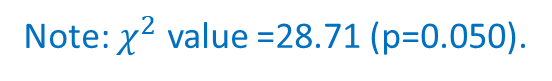 Note: χ² value =28.71 (p=0.050).